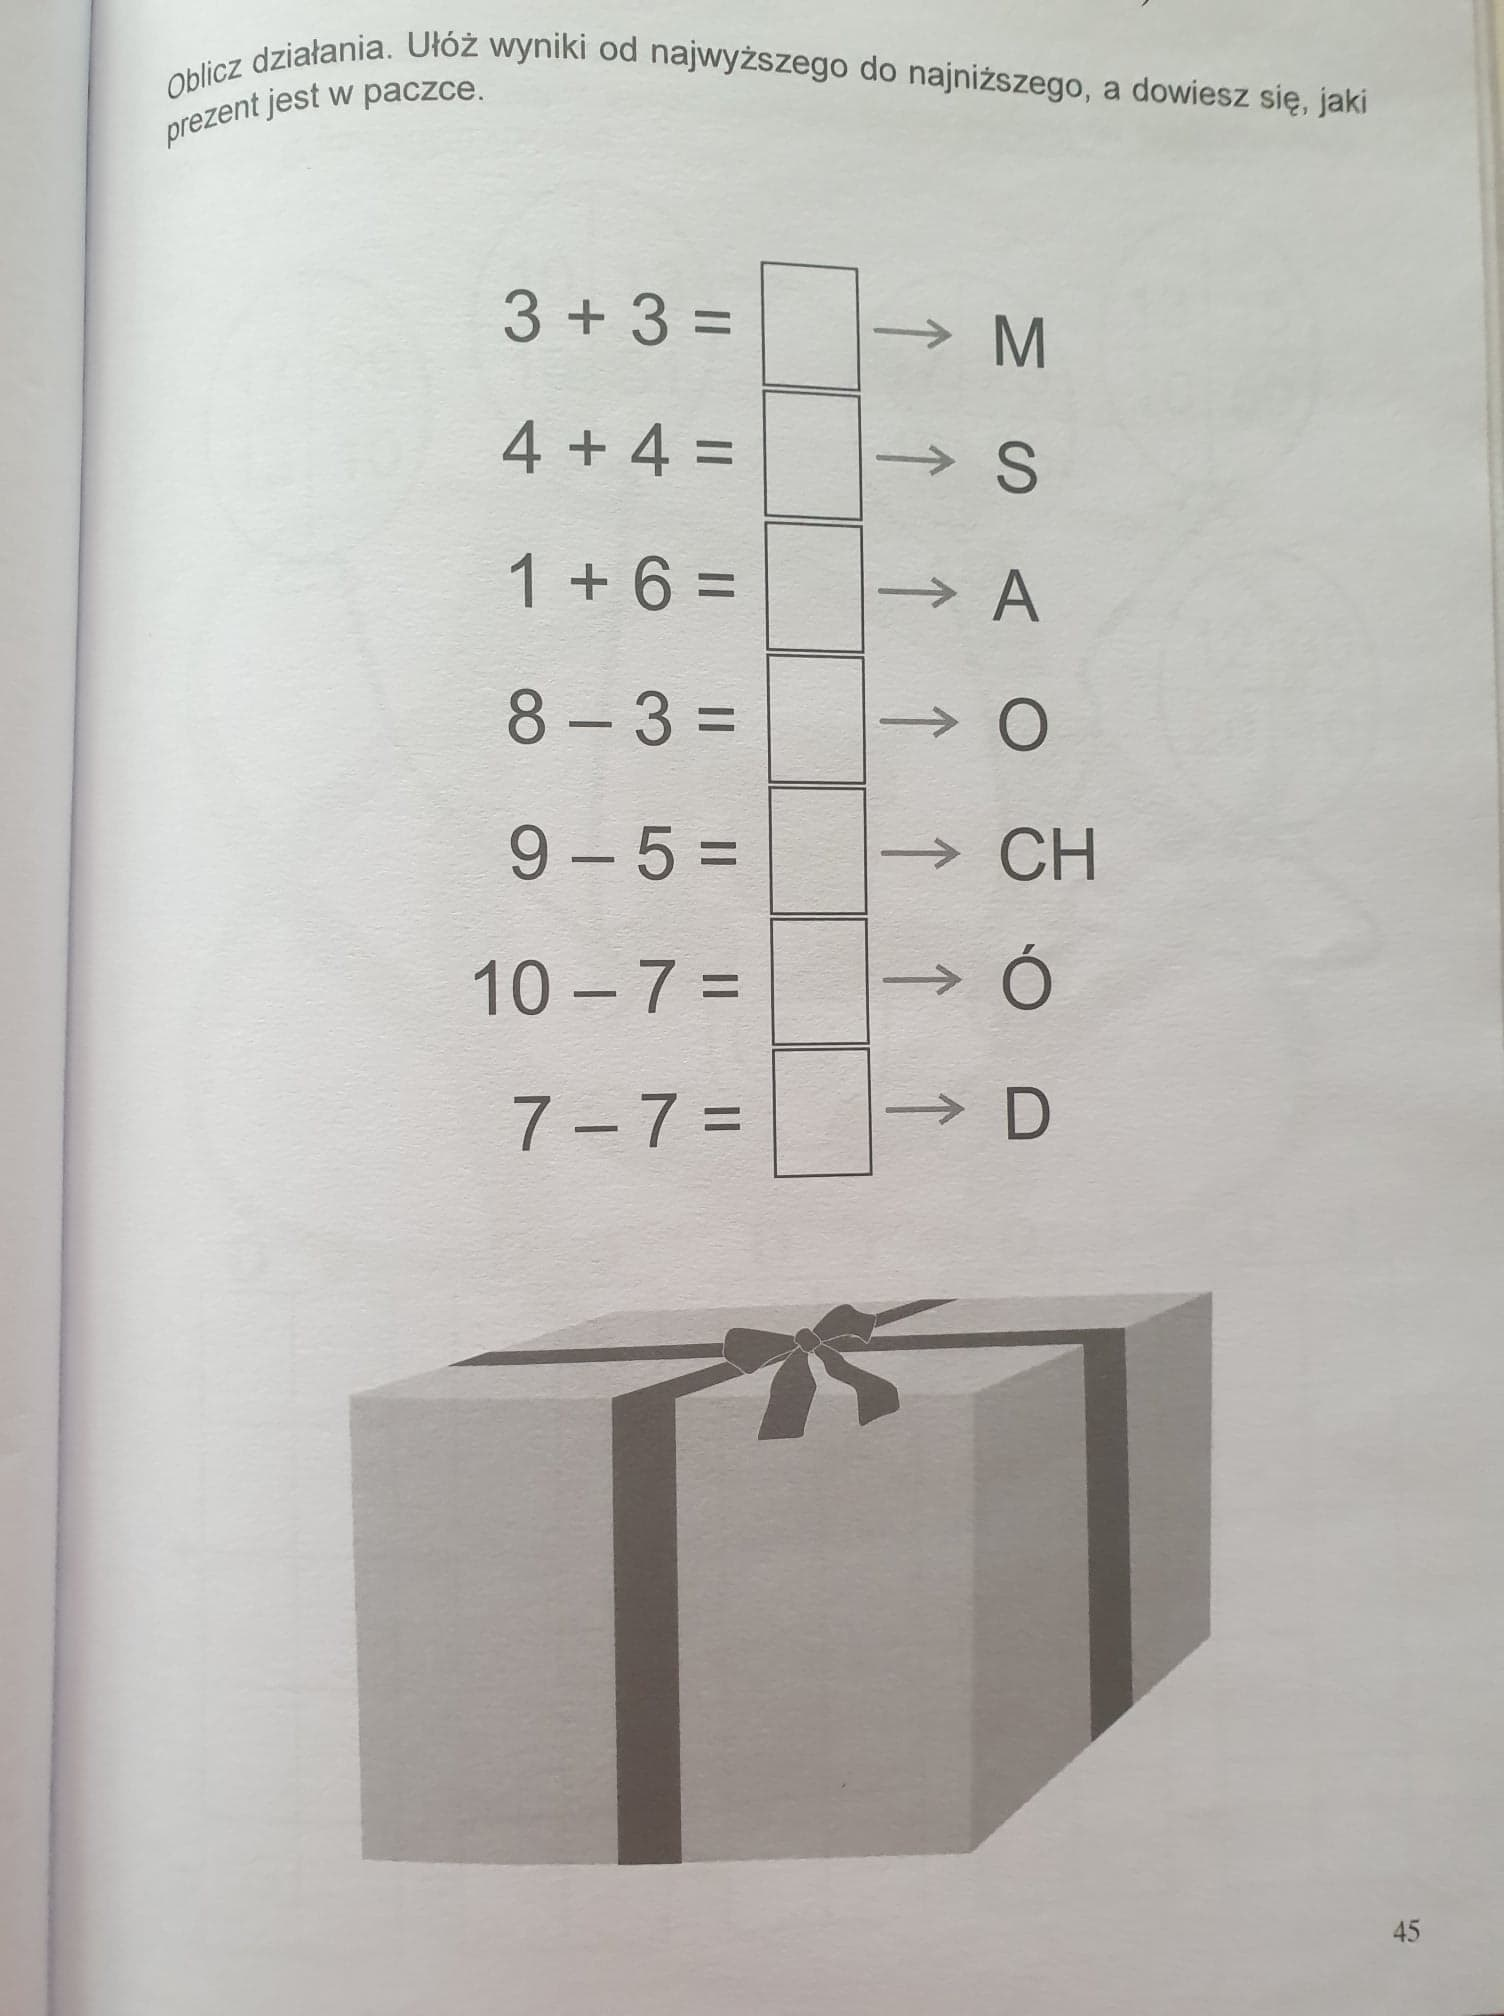 Oblicz działania. Ułóż wyniki od najwyższego do najniższego, a dowiesz się, jaki
prezent jest w paczce.
3 + 3 = → M
4 + 4 = → S
1 + 6 = → A
8 – 3 = → O
9 – 5 = → CH
10 – 7 = → Ó
7 – 7 = → D
45